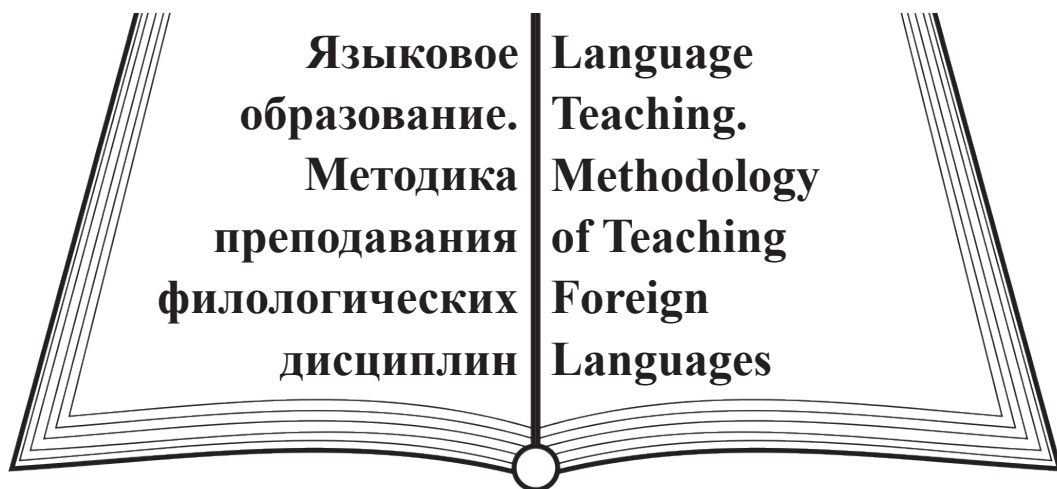 Языковое
образование.
Методика
преподавания
филологических
дисциплин
Language
Teaching.
Methodology
of Teaching
Foreign
Languages